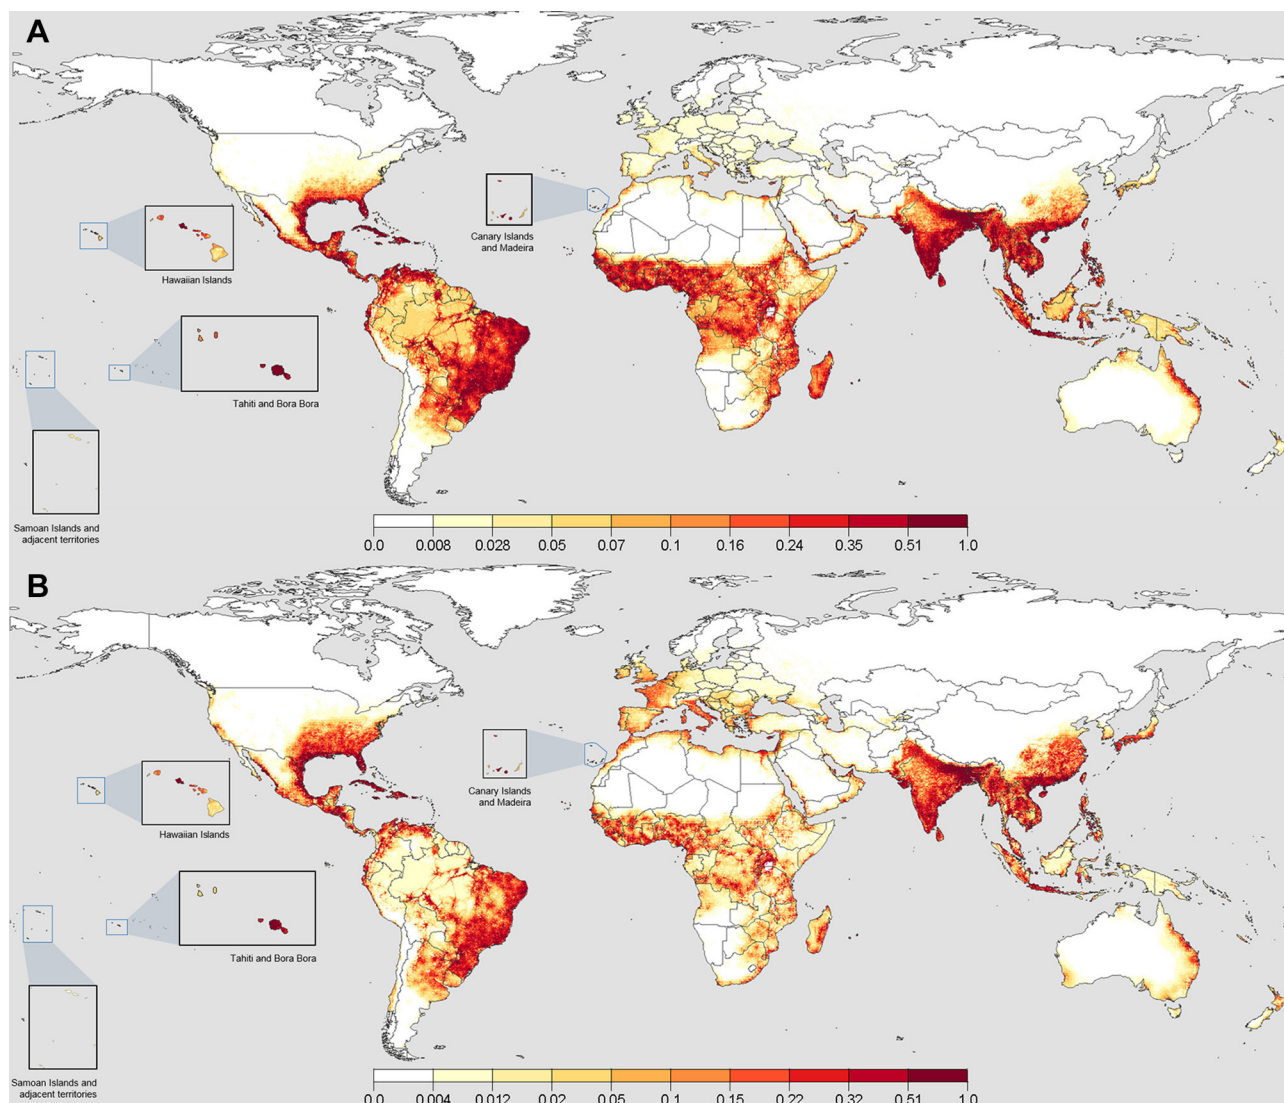 A
Canary Islands
and Madeira
Hawaiian Islands
Tahiti and Bora Bora
Samoan Islands and
adjacent territories
0.0 0.008 0.028 0.05 0.07 0.1 0.16 0.24 0.35 0.51 1.0
B
Canary Islands
and Madeira
Hawaiian Islands
Tahiti and Bora Bora
Samoan Islands and
adjacent territories
0.0 0.004 0.012 0.02 0.05 0.1 0.15 0.22 0.32 0.51 1.0